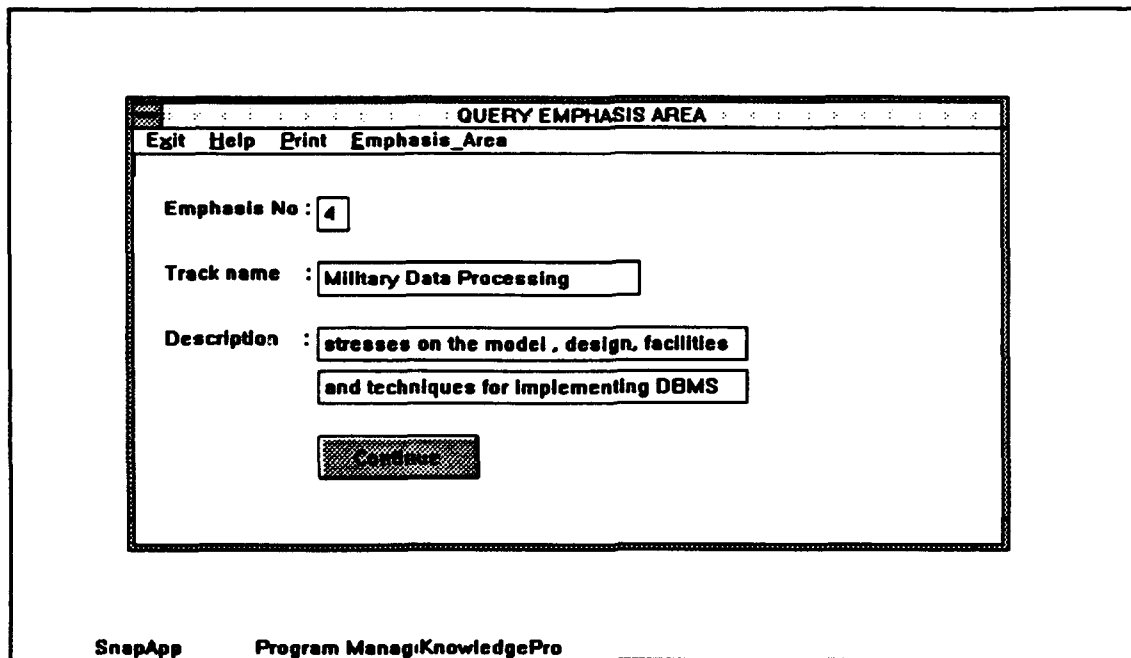 QUERY EMPHASIS AREA
Exit Help Print Emphasis_Area
Emphasis No : 4
Track name : Military Data Processing
Description : stresses on the model , design, facilities
and techniques for implementing DBMS
Continue
SnapApp Program ManagiKnowledgePro